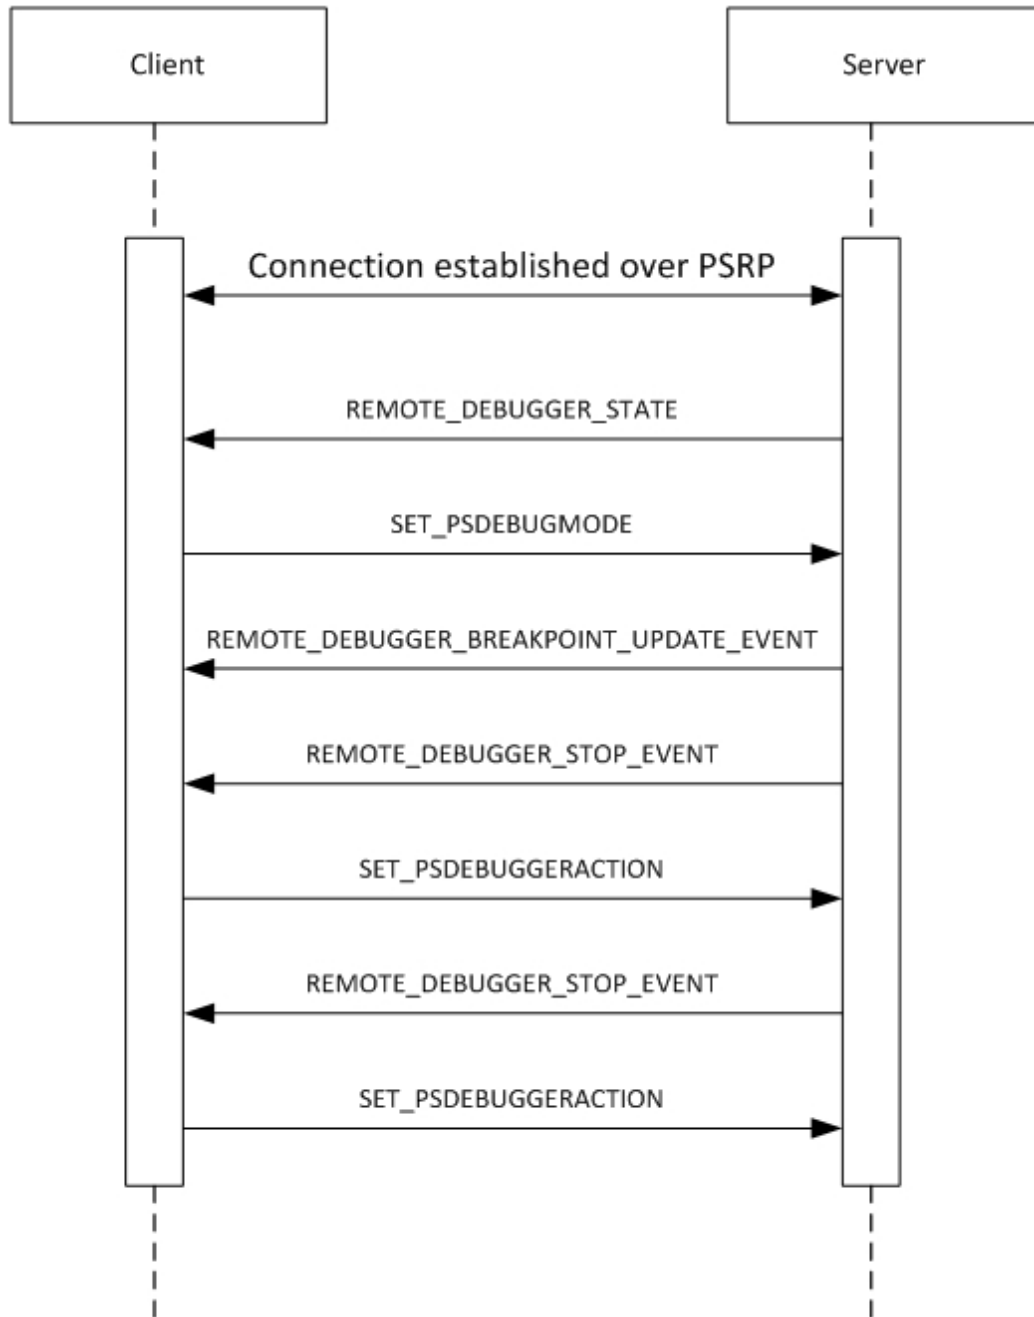 Client
Server
Connection established over PSRP
REMOTE_DEBUGGER_STATE
SET_PSDEBUGMODE
REMOTE_DEBUGGER_BREAKPOINT_UPDATE_EVENT
REMOTE_DEBUGGER_STOP_EVENT
SET_PSDEBUGGERACTION
REMOTE_DEBUGGER_STOP_EVENT
SET_PSDEBUGGERACTION